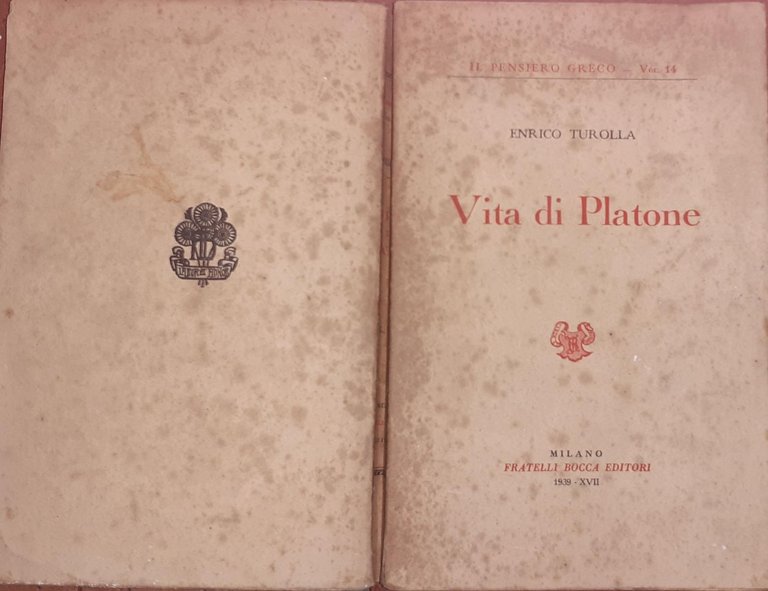 IL PENSIERO GRECO — Vol. 14
ENRICO TUROLLA
Vita di Platone
MILANO
FRATELLI BOCCA EDITORI
1939 - XVII